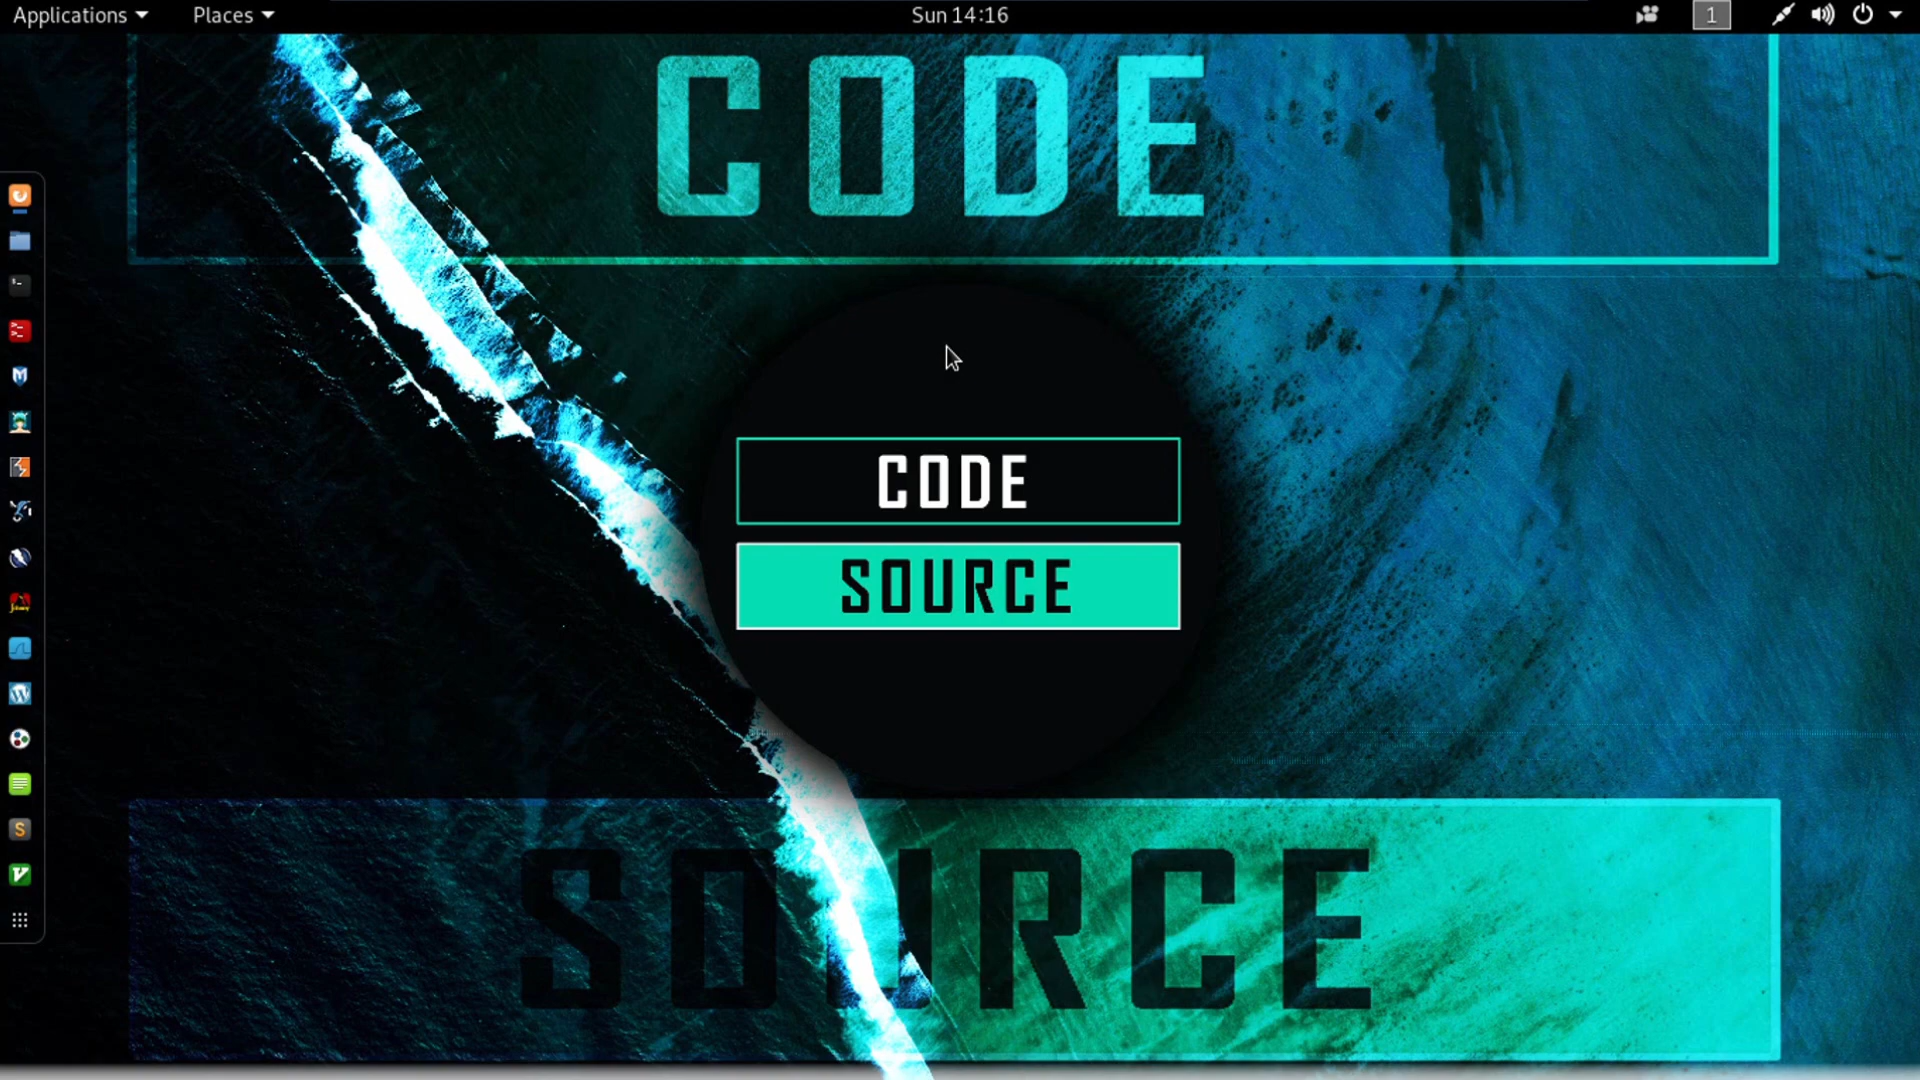 Applications Places Sun 14:16 1
CODE
CODE
SOURCE
SOURCE